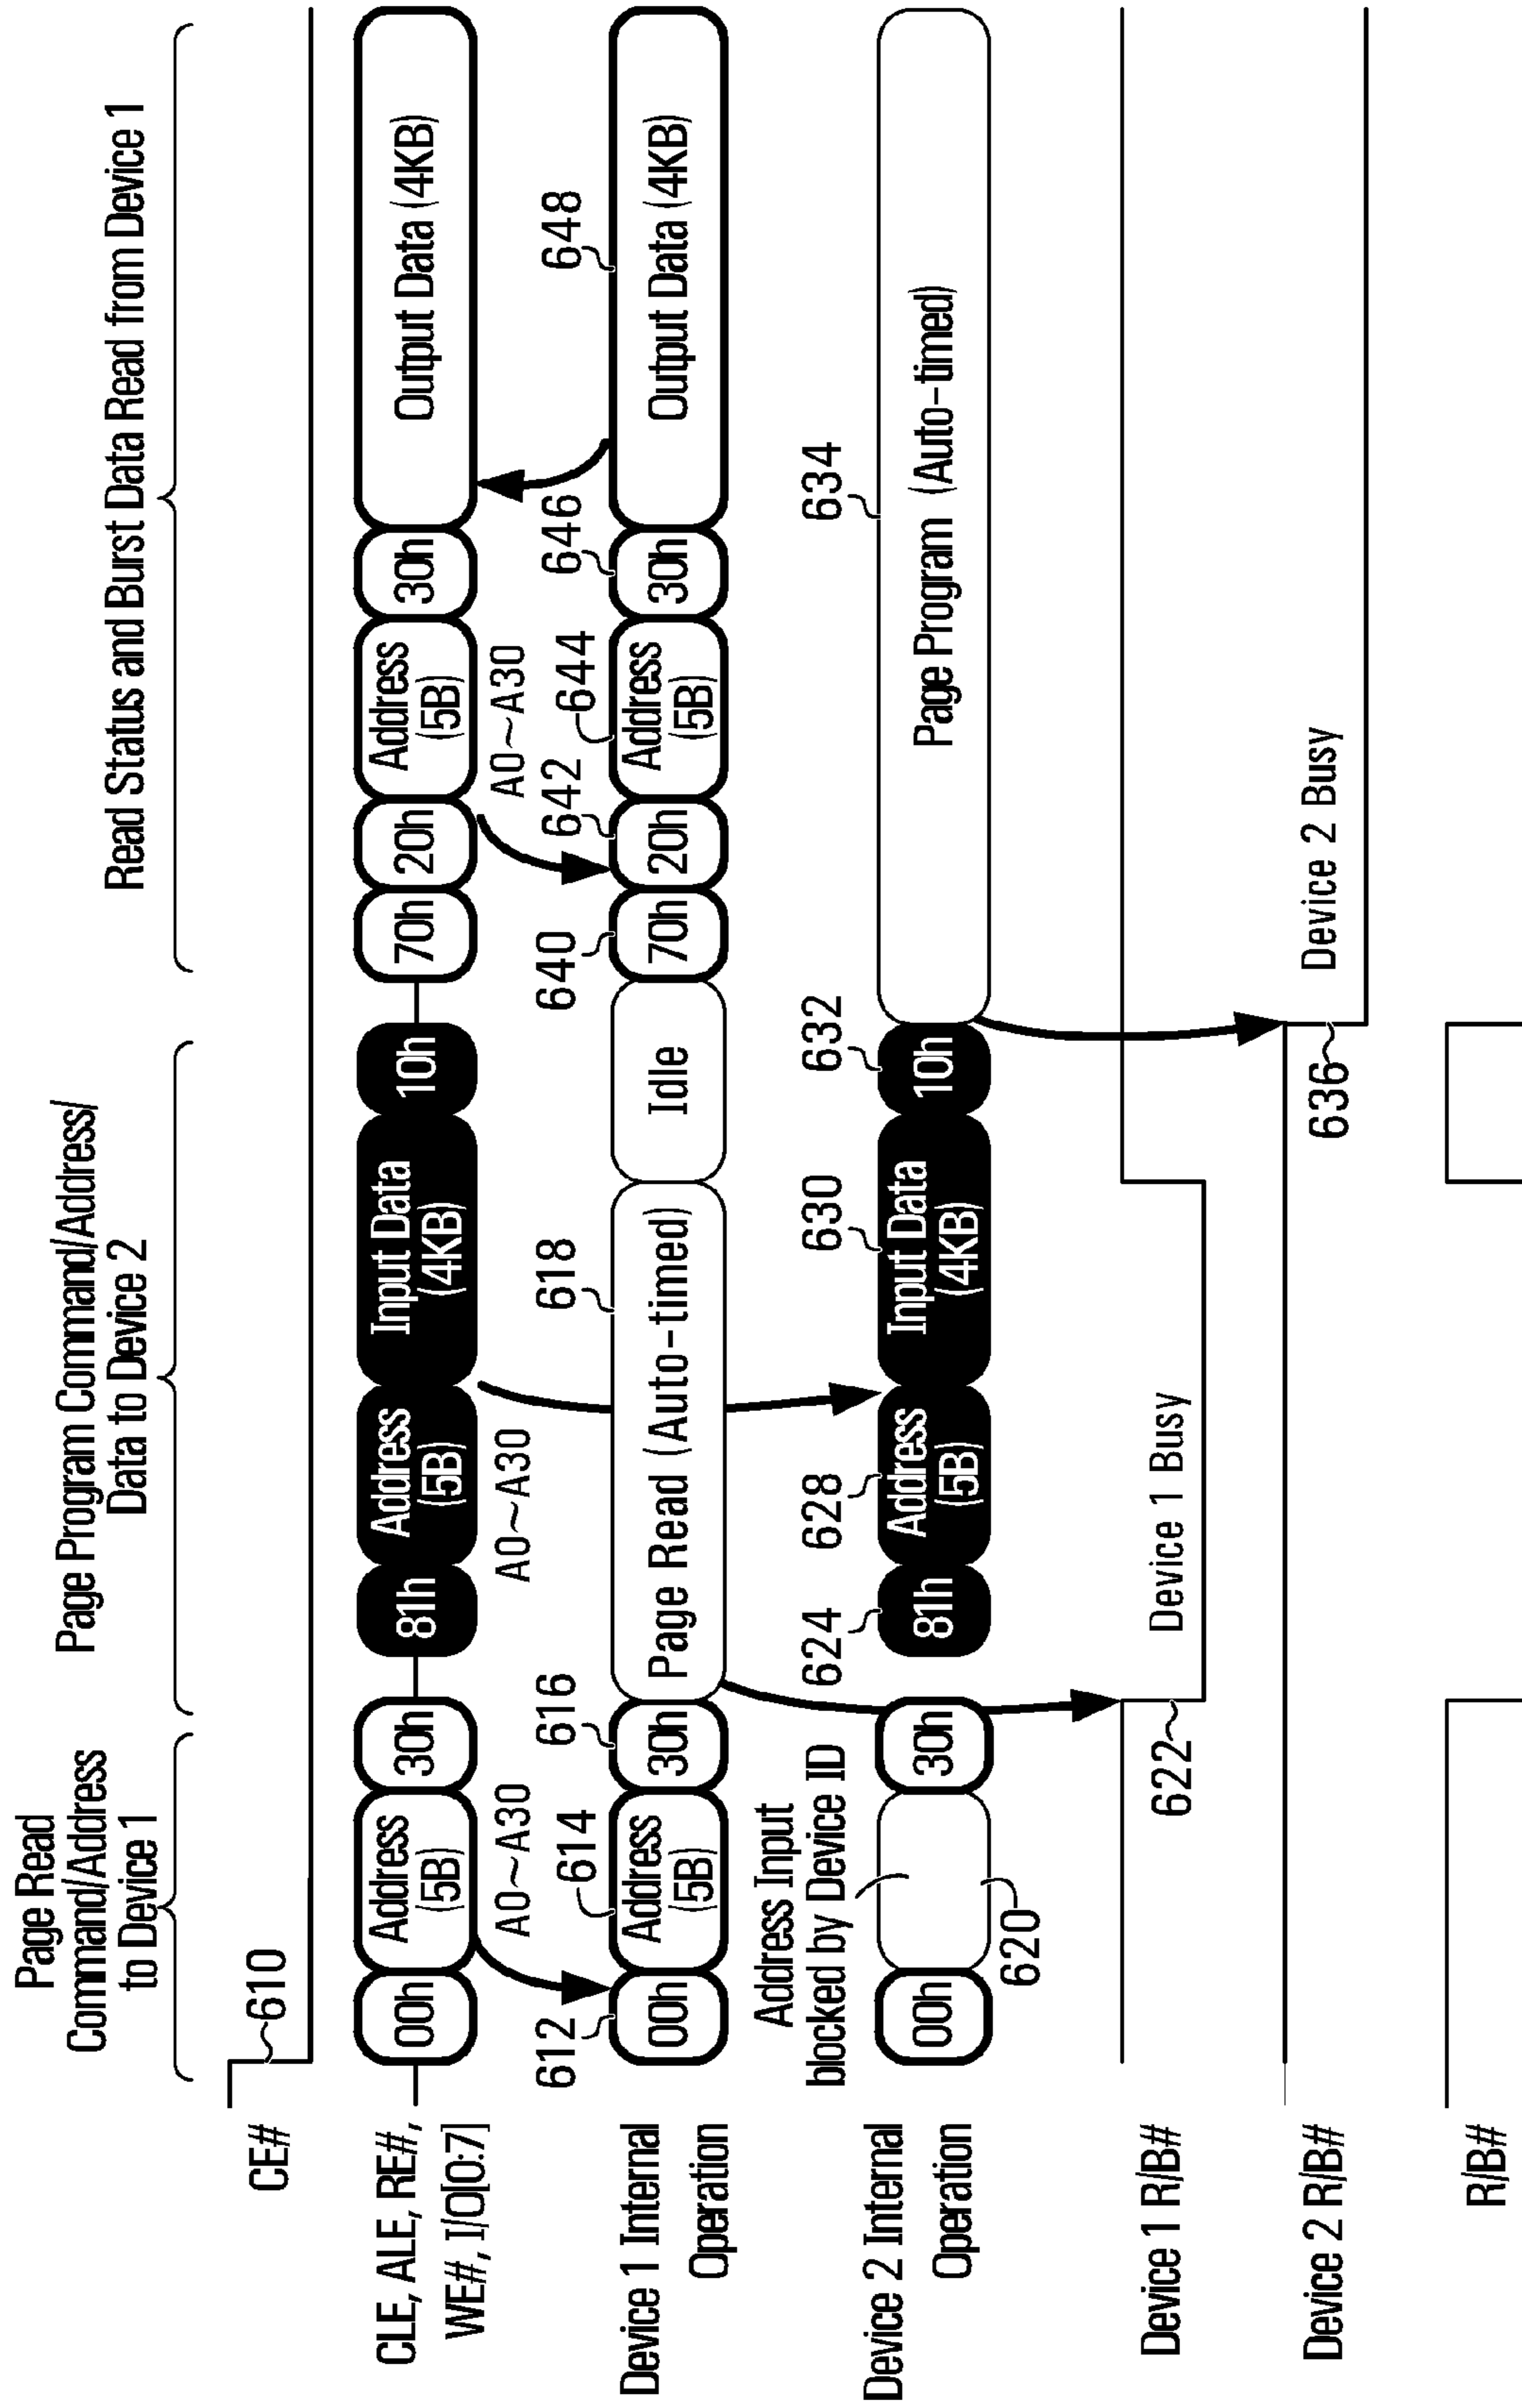 Page Read
Command/Address
to Device 1
Page Program Command/Address/
Data to Device 2
Read Status and Burst Data Read from Device 1
CE#
610
CLE, ALE, RE#,
WE#, I/O[0:7]
00h
Address
(5B)
30h
81h
Address
(5B)
Input Data
(4KB)
10h
70h
20h
Address
(5B)
30h
Output Data (4KB)
A0~A30
A0~A30
A0~A30
612
614
616
618
640
642
644
646
648
Device 1 Internal
Operation
00h
Address
(5B)
30h
Page Read (Auto-timed)
Idle
70h
20h
Address
(5B)
30h
Output Data (4KB)
Address Input
blocked by Device ID
624
628
630
632
634
Device 2 Internal
Operation
00h
30h
81h
Address
(5B)
Input Data
(4KB)
10h
Page Program (Auto-timed)
620
Device 1 R/B#
622
Device 1 Busy
Device 2 R/B#
636
Device 2 Busy
R/B#